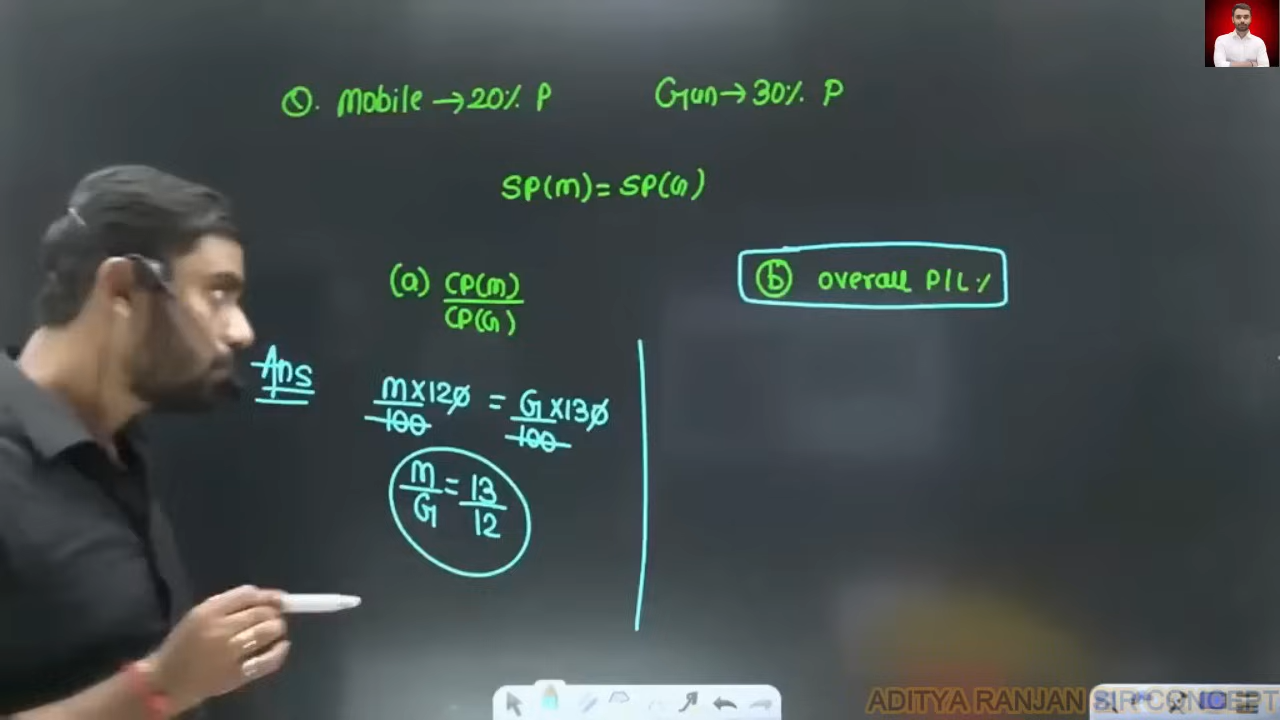 Q. Mobile → 20% P
Gun → 30% P
SP(M) = SP(G)
(a) CP(M)
CP(G)
(b) overall P/L %
Ans
M×120 = G×130
100 100
M = 13
G 12
ADITYA RANJAN SIR CONCEPT